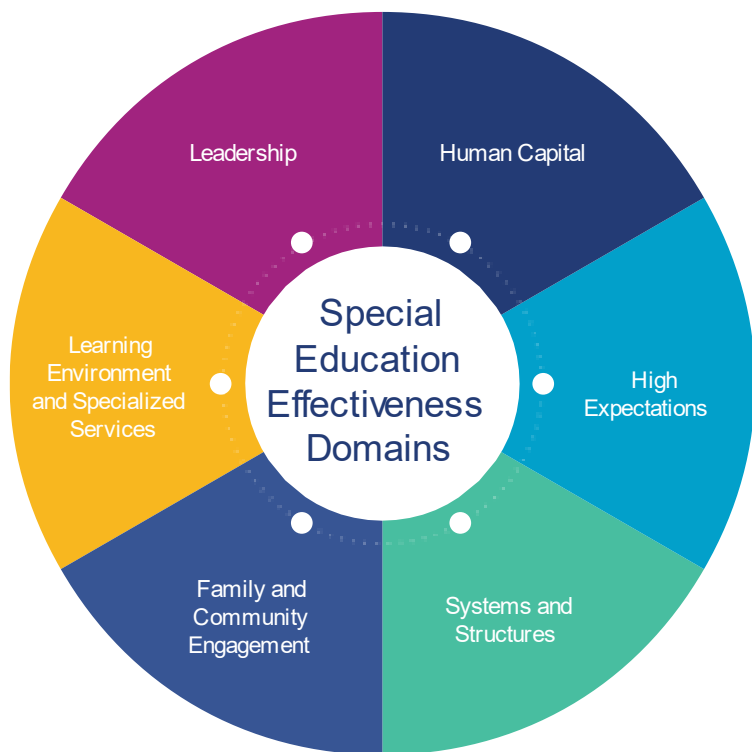 Leadership
Human Capital
Special
Education
Effectiveness
Domains
Learning
Environment
and Specialized
Services
High
Expectations
Family and
Community
Engagement
Systems and
Structures